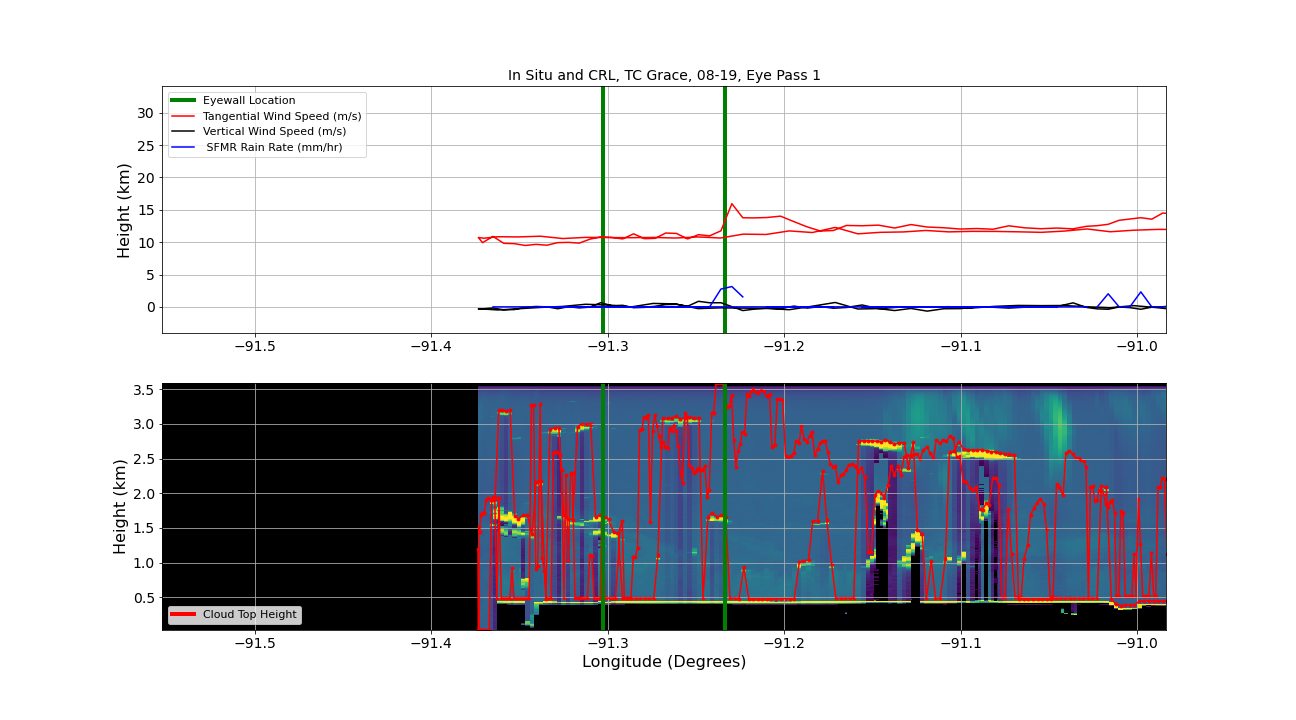 In Situ and CRL, TC Grace, 08-19, Eye Pass 1
Eyewall Location
Tangential Wind Speed (m/s)
Vertical Wind Speed (m/s)
SFMR Rain Rate (mm/hr)
Height (km)
30
25
20
15
10
5
0
−91.5 −91.4 −91.3 −91.2 −91.1 −91.0
Height (km)
3.5
3.0
2.5
2.0
1.5
1.0
0.5
Cloud Top Height
−91.5 −91.4 −91.3 −91.2 −91.1 −91.0
Longitude (Degrees)